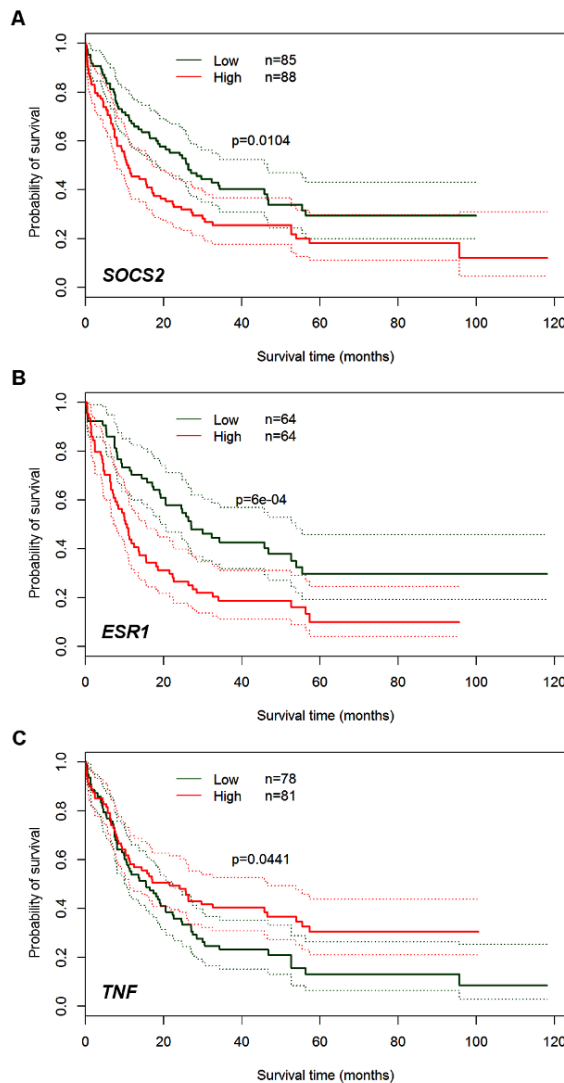 A
Probability of survival
1.0
0.8
0.6
0.4
0.2
0.0
Low n=85
High n=88
p=0.0104
SOCS2
0 20 40 60 80 100 120
Survival time (months)
B
Probability of survival
1.0
0.8
0.6
0.4
0.2
0.0
Low n=64
High n=64
p=6e-04
ESR1
0 20 40 60 80 100 120
Survival time (months)
C
Probability of survival
1.0
0.8
0.6
0.4
0.2
0.0
Low n=78
High n=81
p=0.0441
TNF
0 20 40 60 80 100 120
Survival time (months)